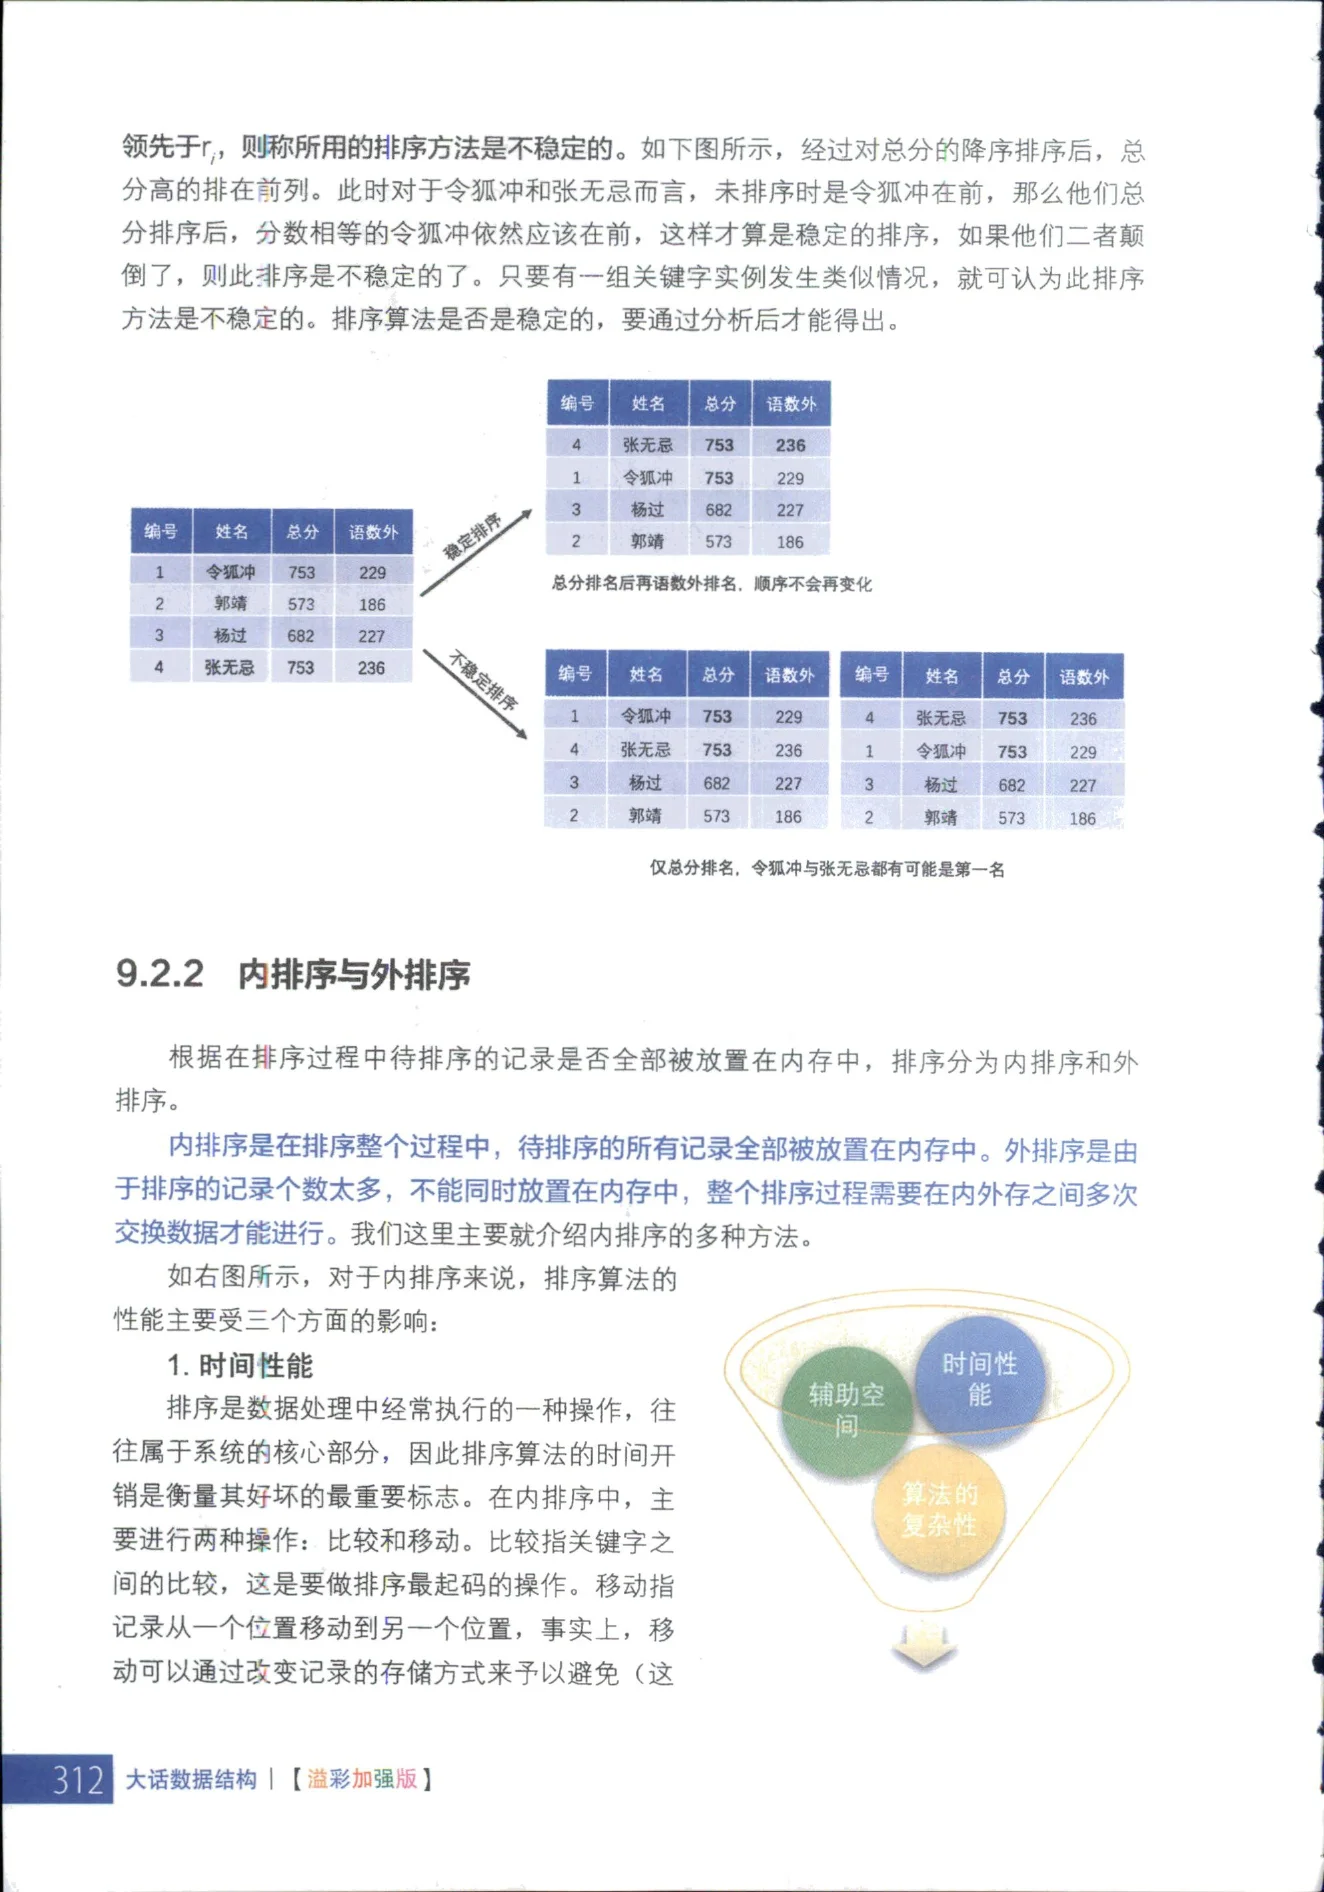 领先于rᵢ，则称所用的排序方法是不稳定的。如下图所示，经过对总分的降序排序后，总
分高的排在前列。此时对于令狐冲和张无忌而言，未排序时是令狐冲在前，那么他们总
分排序后，分数相等的令狐冲依然应该在前，这样才算是稳定的排序，如果他们二者颠
倒了，则此排序是不稳定的了。只要有一组关键字实例发生类似情况，就可认为此排序
方法是不稳定的。排序算法是否是稳定的，要通过分析后才能得出。
编号 姓名 总分 语数外
4 张无忌 753 236
1 令狐冲 753 229
3 杨过 682 227
2 郭靖 573 186
总分排名后再语数外排名，顺序不会再变化
编号 姓名 总分 语数外
1 令狐冲 753 229
2 郭靖 573 186
3 杨过 682 227
4 张无忌 753 236
稳定排序
不稳定排序
编号 姓名 总分 语数外
1 令狐冲 753 229
4 张无忌 753 236
3 杨过 682 227
2 郭靖 573 186
编号 姓名 总分 语数外
4 张无忌 753 236
1 令狐冲 753 229
3 杨过 682 227
2 郭靖 573 186
仅总分排名，令狐冲与张无忌都有可能是第一名
9.2.2 内排序与外排序
根据在排序过程中待排序的记录是否全部被放置在内存中，排序分为内排序和外
排序。
内排序是在排序整个过程中，待排序的所有记录全部被放置在内存中。外排序是由
于排序的记录个数太多，不能同时放置在内存中，整个排序过程需要在内外存之间多次
交换数据才能进行。我们这里主要就介绍内排序的多种方法。
如右图所示，对于内排序来说，排序算法的
性能主要受三个方面的影响：
1. 时间性能
排序是数据处理中经常执行的一种操作，往
往属于系统的核心部分，因此排序算法的时间开
销是衡量其好坏的最重要标志。在内排序中，主
要进行两种操作：比较和移动。比较指关键字之
间的比较，这是要做排序最起码的操作。移动指
记录从一个位置移动到另一个位置，事实上，移
动可以通过改变记录的存储方式来予以避免（这
时间性
能
辅助空
间
算法的
复杂性
312 大话数据结构 | 【溢彩加强版】